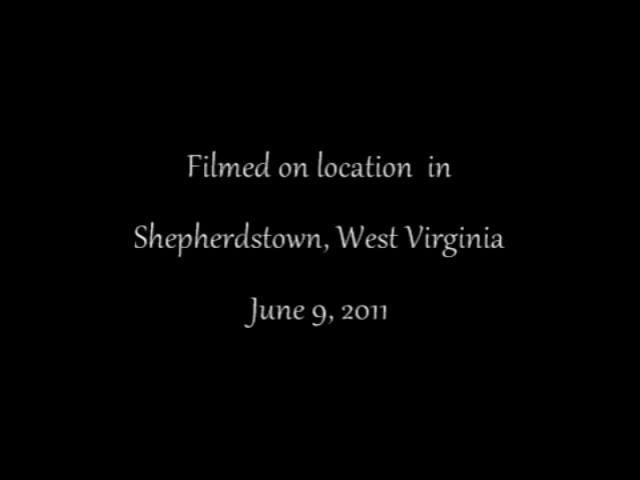 Filmed on location in
Shepherdstown, West Virginia
June 9, 2011